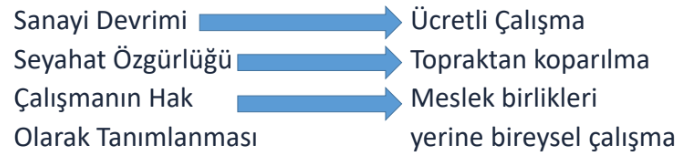 Sanayi Devrimi Ücretli Çalışma
Seyahat Özgürlüğü Topraktan koparılma
Çalışmanın Hak Meslek birlikleri
Olarak Tanımlanması yerine bireysel çalışma